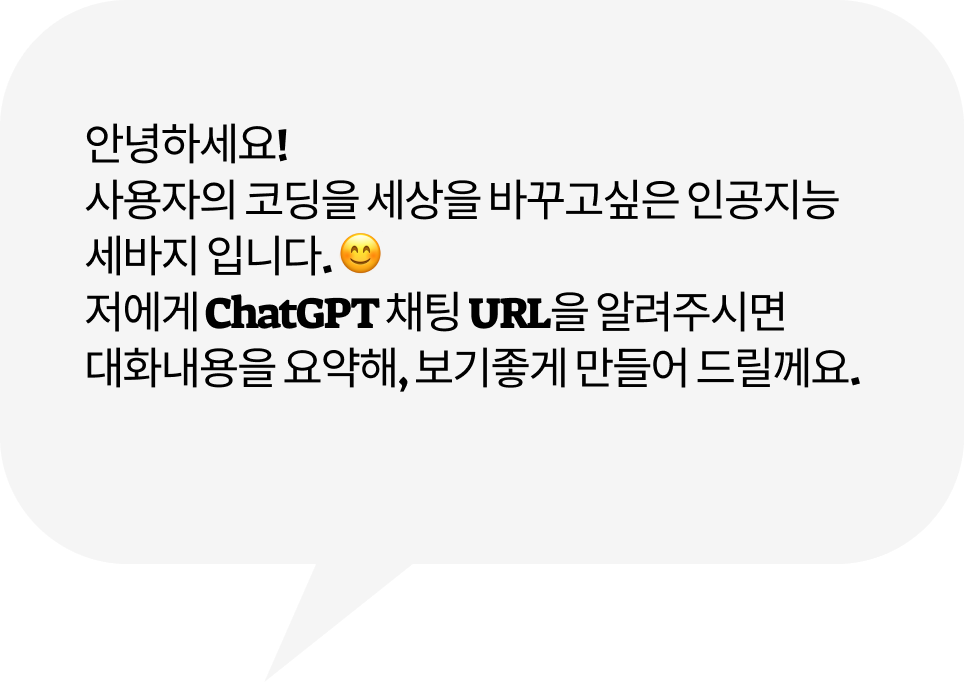 안녕하세요!
사용자의 코딩을 세상을 바꾸고싶은 인공지능
세바지 입니다.😊
저에게 ChatGPT 채팅 URL을 알려주시면
대화내용을 요약해, 보기좋게 만들어 드릴께요.